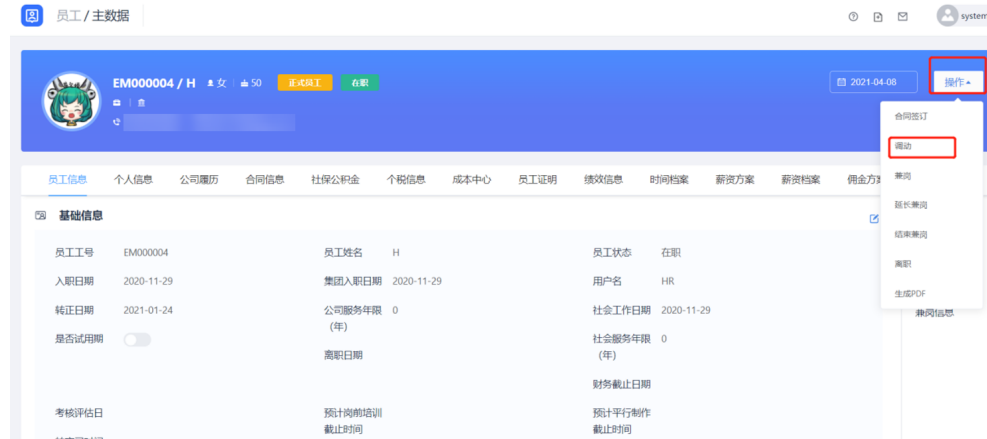 员工 / 主数据
system
EM000004 / H 女 50 正式员工 在职
2021-04-08 操作
合同签订
调动
兼岗
延长兼岗
结束兼岗
离职
生成PDF
员工信息 个人信息 公司履历 合同信息 社保公积金 个税信息 成本中心 员工证明 绩效信息 时间档案 薪资方案 薪资档案 佣金方案
基础信息
员工工号 EM000004 员工姓名 H 员工状态 在职
入职日期 2020-11-29 集团入职日期 2020-11-29 用户名 HR
转正日期 2021-01-24 公司服务年限（年） 0 社会工作日期 2020-11-29
兼岗信息
是否试用期 社会服务年限（年） 0
离职日期
财务截止日期
考核评估日 预计岗前培训截止时间 预计平行制作截止时间